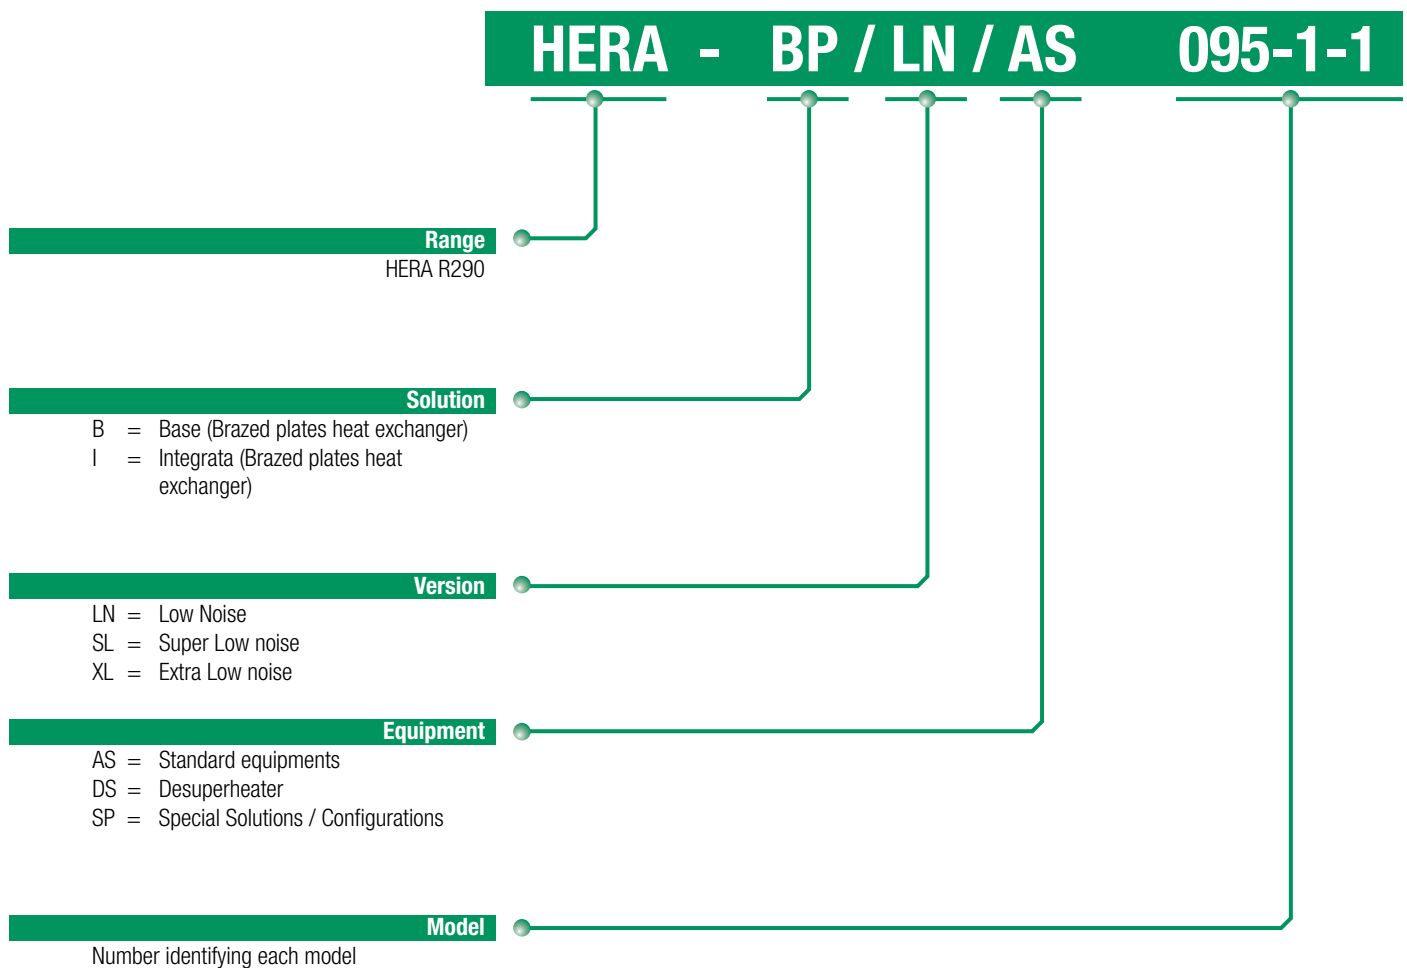 HERA - BP / LN / AS 095-1-1
Range
HERA R290
Solution
B = Base (Brazed plates heat exchanger)
I = Integrata (Brazed plates heat
exchanger)
Version
LN = Low Noise
SL = Super Low noise
XL = Extra Low noise
Equipment
AS = Standard equipments
DS = Desuperheater
SP = Special Solutions / Configurations
Model
Number identifying each model